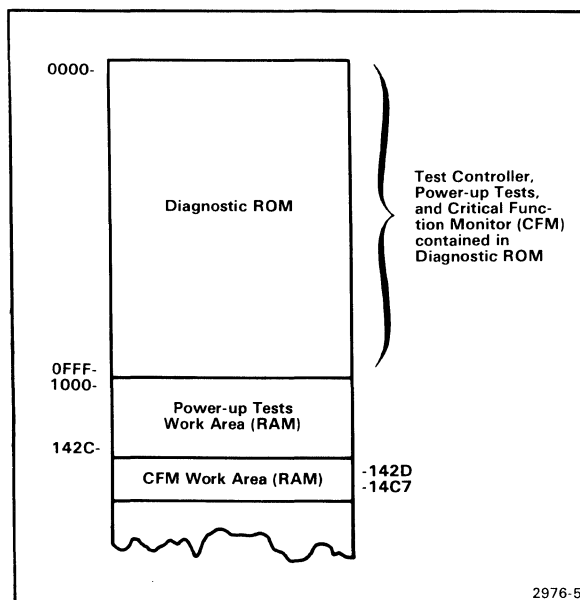 0000-
Diagnostic ROM
Test Controller,
Power-up Tests,
and Critical Func-
tion Monitor (CFM)
contained in
Diagnostic ROM
0FFF-
1000-
Power-up Tests
Work Area (RAM)
142C-
CFM Work Area (RAM)
-142D
-14C7
2976-5